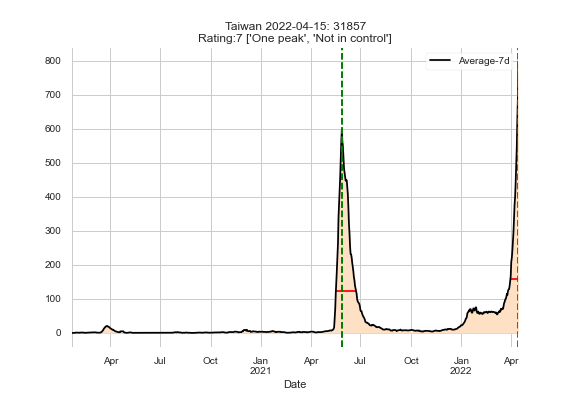 Taiwan 2022-04-15: 31857
Rating:7 ['One peak', 'Not in control']
Average-7d
800
700
600
500
400
300
200
100
0
Apr Jul Oct Jan Apr Jul Oct Jan Apr
2021 2022
Date